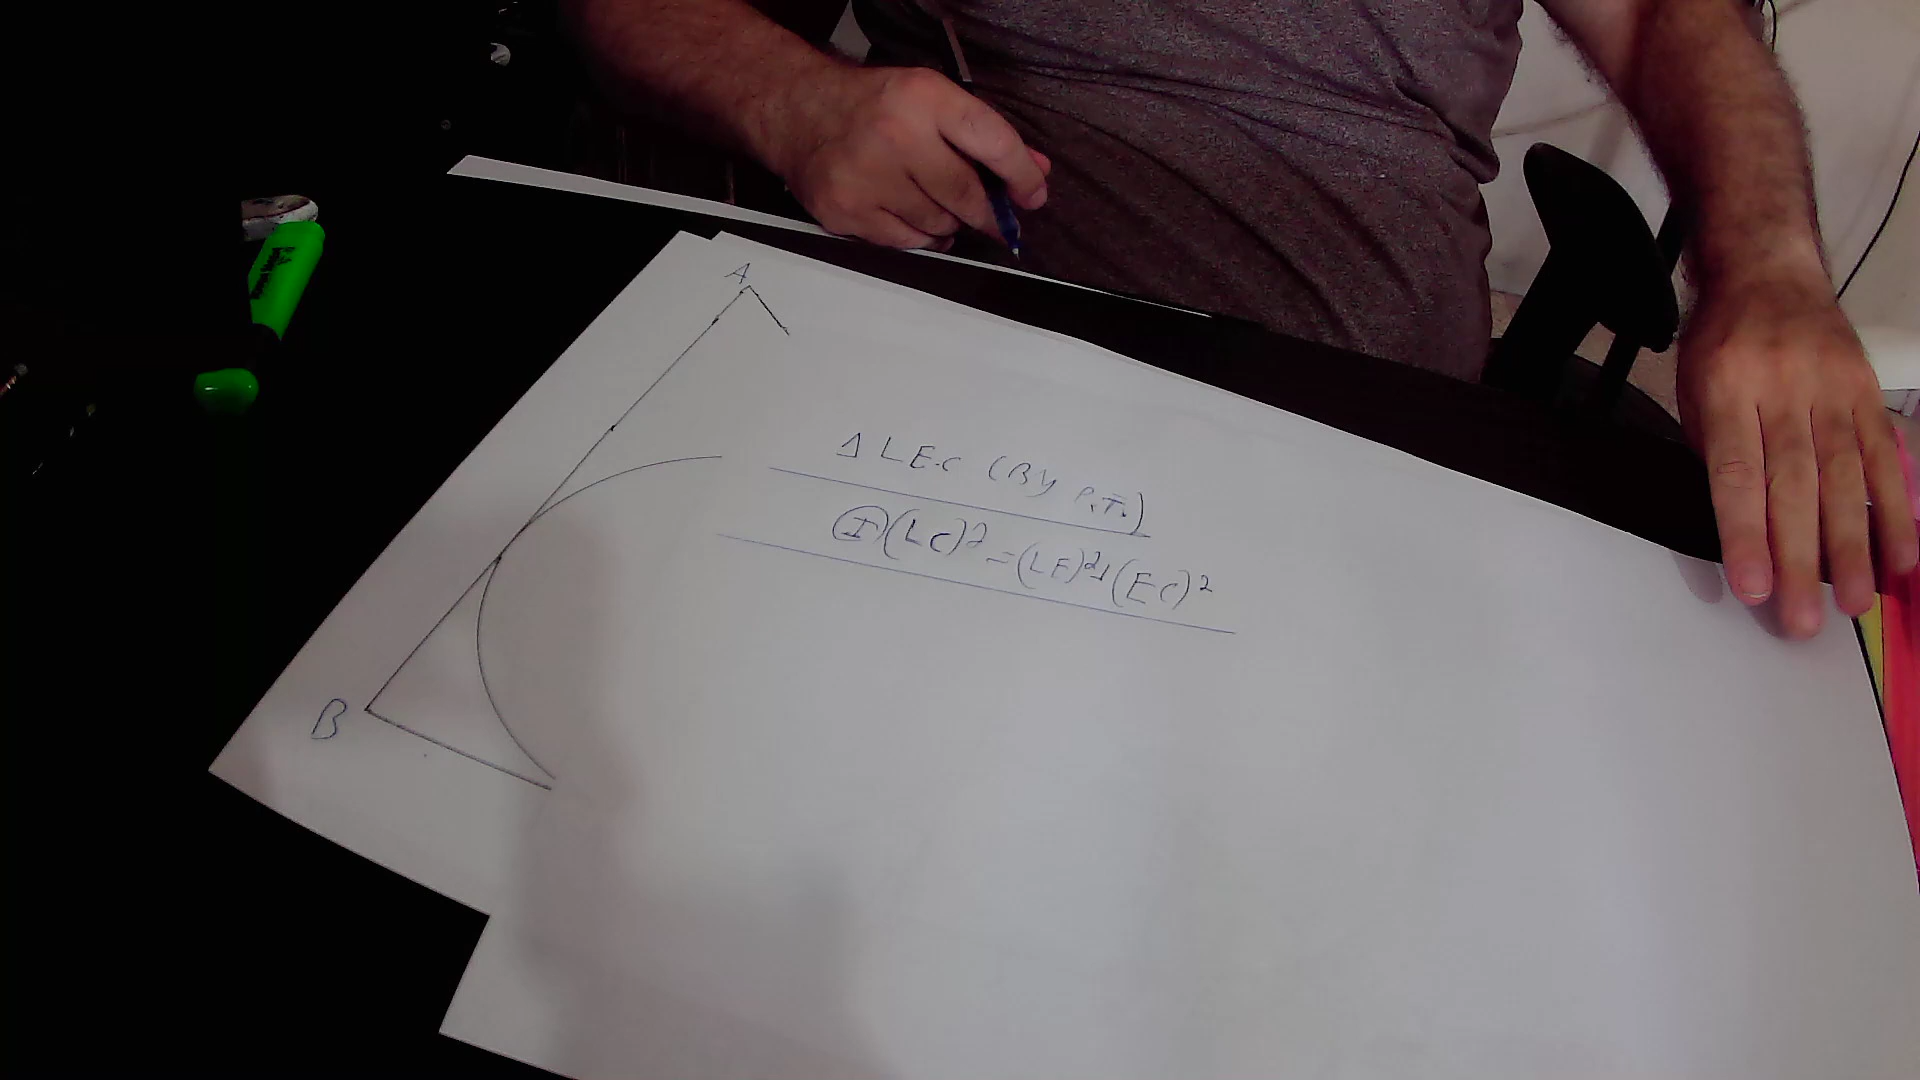 A
Δ LEC (By P.T.)
Ⓘ (LC)² = (LE)² + (EC)²
B